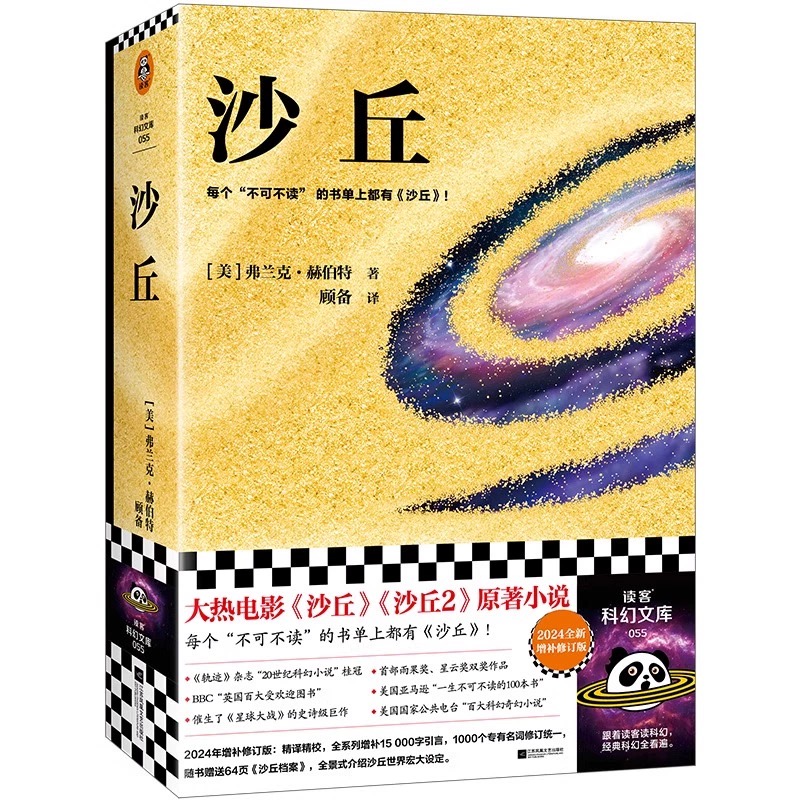 沙丘
每个“不可不读” 的书单上都有《沙丘》！
[美] 弗兰克·赫伯特 著
顾备 译
读客
读客
科幻文库
055
沙丘
[美] 弗兰克·赫伯特
顾备
读客
科幻文库
055
大热电影《沙丘》《沙丘2》原著小说
每个“不可不读”的书单上都有《沙丘》！
2024全新
增补修订版
·《轨迹》杂志“20世纪科幻小说”桂冠
·BBC“英国百大受欢迎图书”
·催生了《星球大战》的史诗级巨作
·首部雨果奖、星云奖双奖作品
·美国亚马逊“一生不可不读的100本书”
·美国国家公共电台“百大科幻奇幻小说”
2024年增补修订版：精译精校，全系列增补15 000字引言，1000个专有名词修订统一，
随书赠送64页《沙丘档案》，全景式介绍沙丘世界宏大设定。
读客
科幻文库
·055·
跟着读客读科幻，
经典科幻全看遍。
江苏凤凰文艺出版社